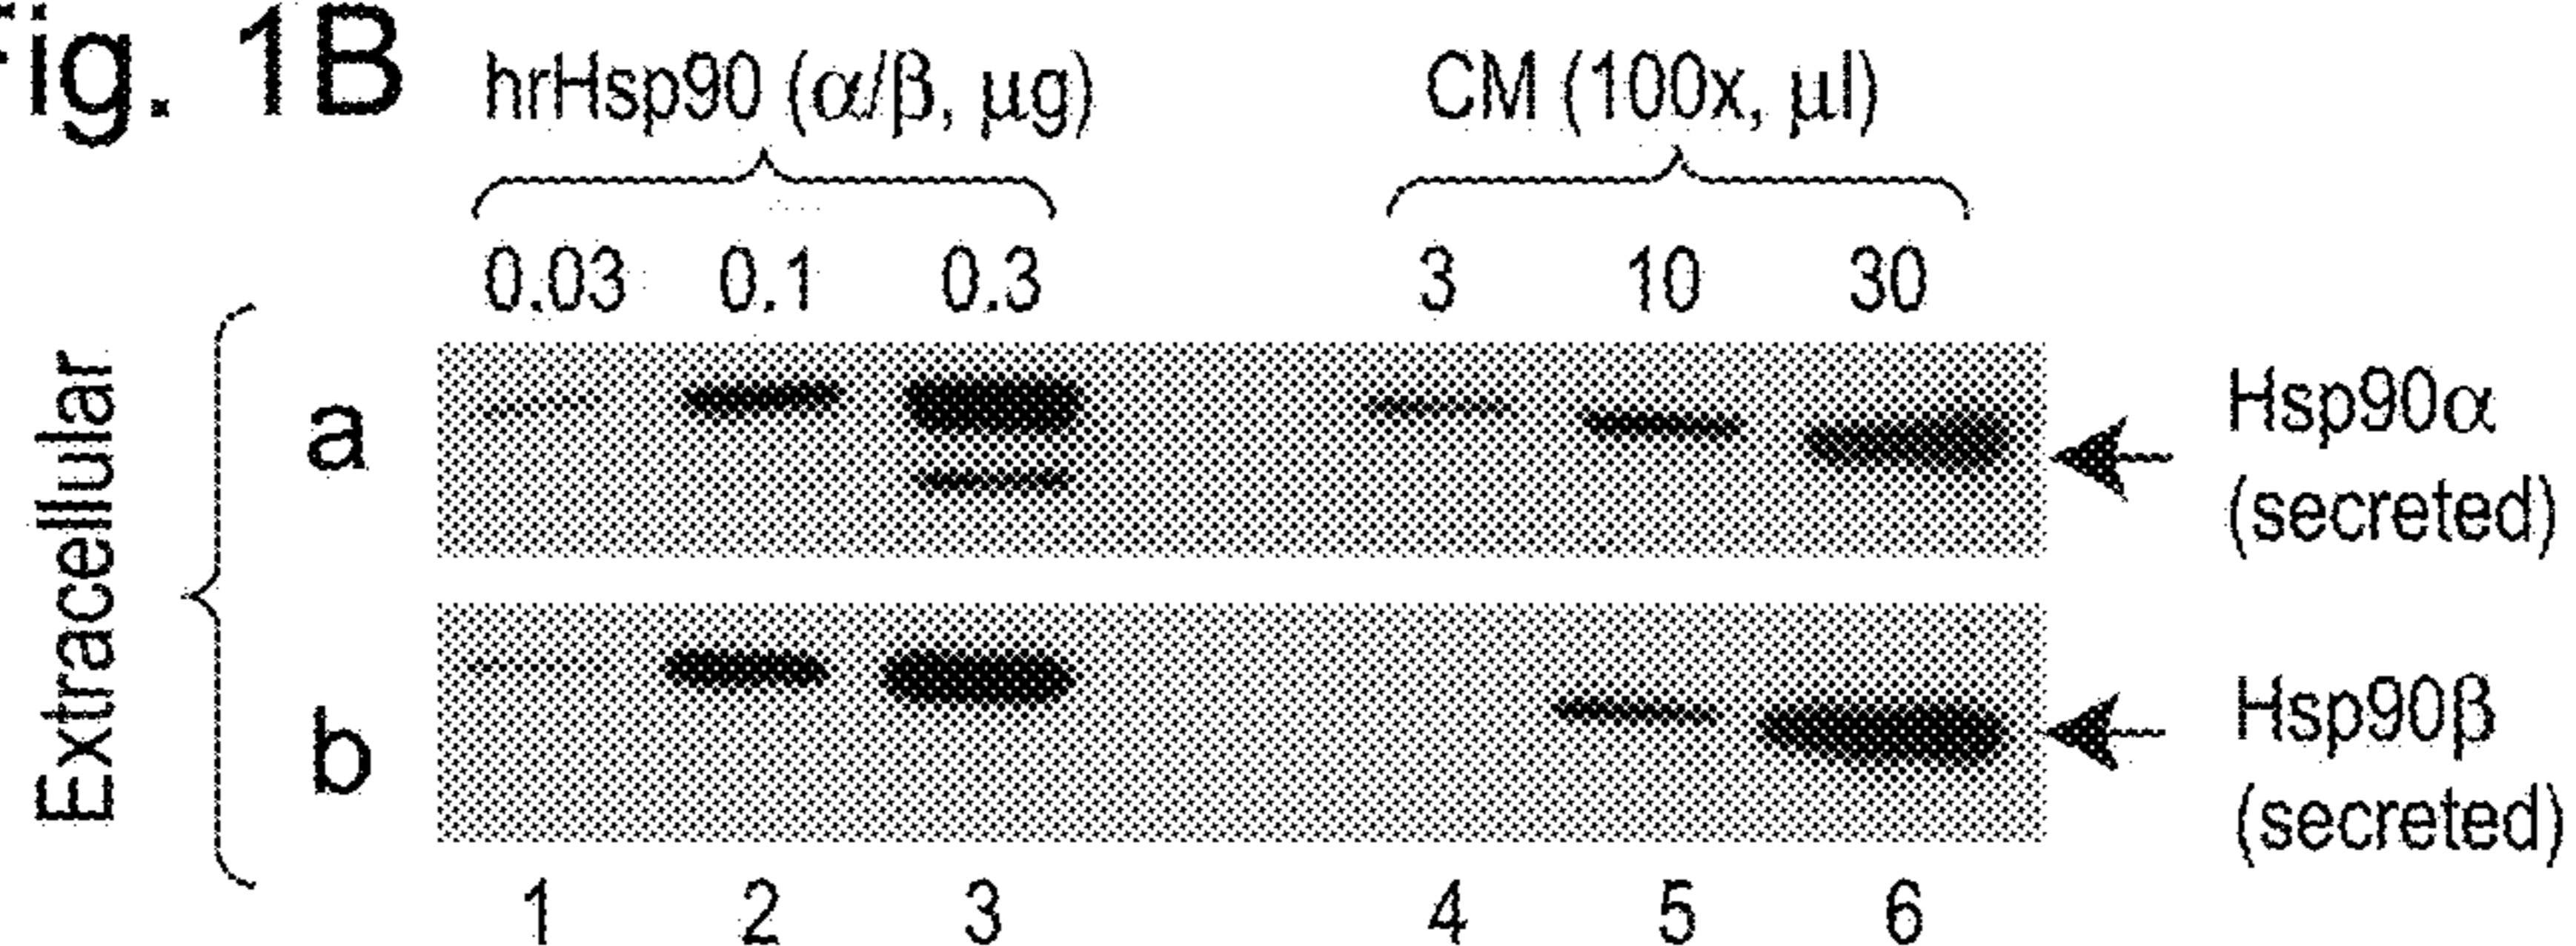 Fig. 1B
hrHsp90 (α/β, μg) CM (100x, μl)
0.03 0.1 0.3 3 10 30
Extracellular
a
Hsp90α
(secreted)
b
Hsp90β
(secreted)
1 2 3 4 5 6